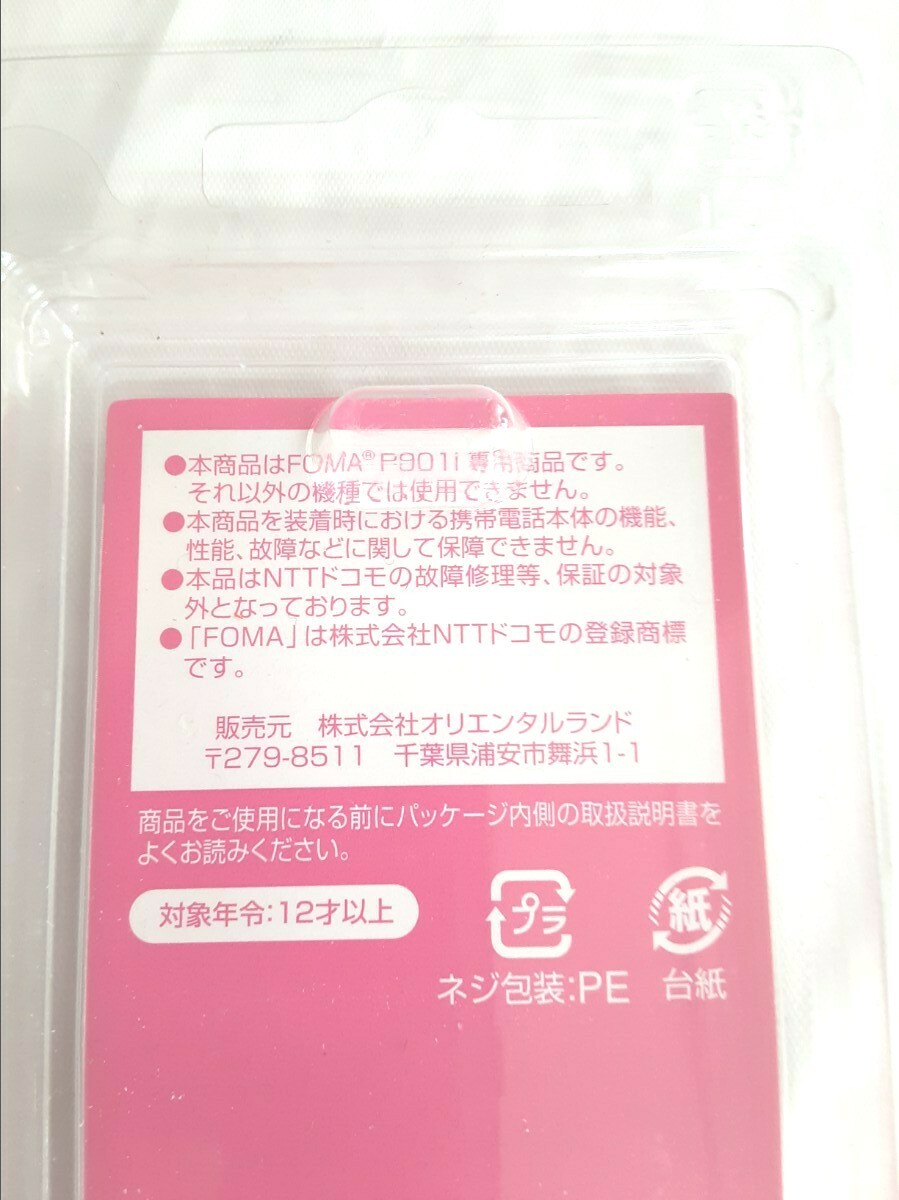 ●本商品はFOMA®P901i専用商品です。
それ以外の機種では使用できません。
●本商品を装着時における携帯電話本体の機能、
性能、故障などに関して保障できません。
●本品はNTTドコモの故障修理等、保証の対象
外となっております。
●「FOMA」は株式会社NTTドコモの登録商標
です。
販売元　株式会社オリエンタルランド
〒279-8511　千葉県浦安市舞浜1-1
商品をご使用になる前にパッケージ内側の取扱説明書を
よくお読みください。
対象年令:12才以上
プラ
ネジ包装:PE
紙
台紙